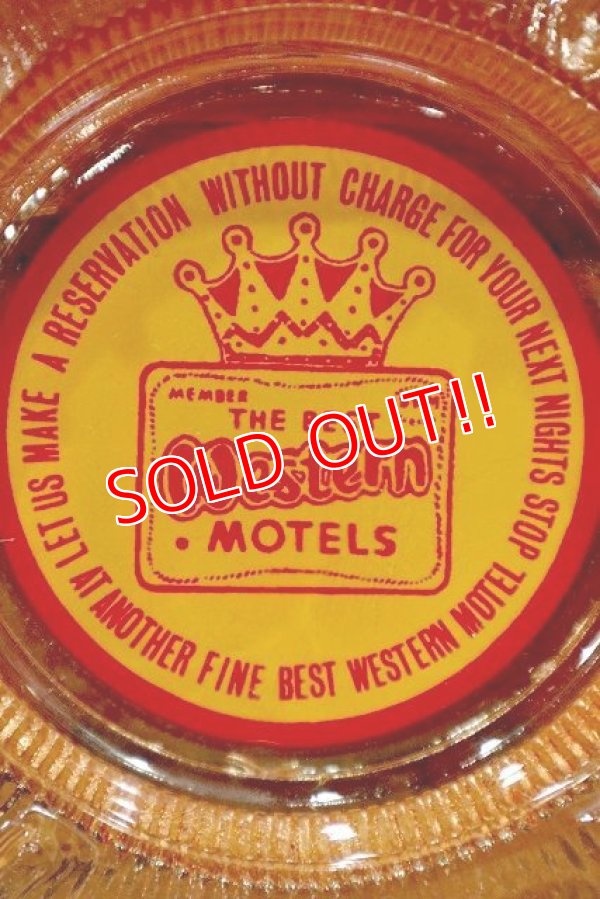 LET US MAKE A RESERVATION WITHOUT CHARGE FOR YOUR NEXT NIGHTS STOP
AT ANOTHER FINE BEST WESTERN MOTEL
MEMBER
THE
Western
• MOTELS
SOLD OUT!!